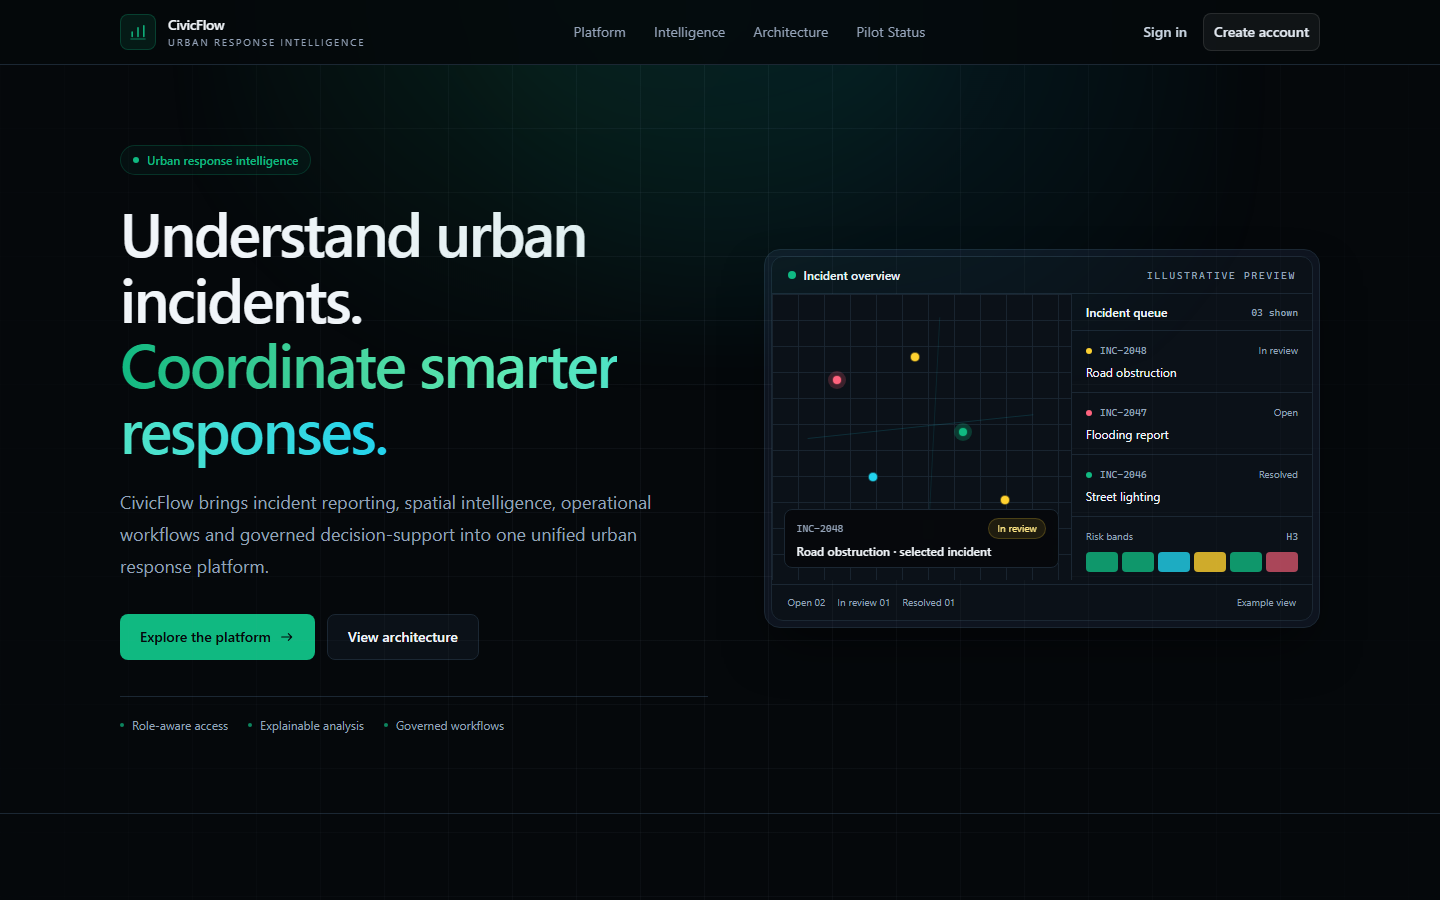 CivicFlow
URBAN RESPONSE INTELLIGENCE
Platform
Intelligence
Architecture
Pilot Status
Sign in
Create account
Urban response intelligence
Understand urban
incidents.
Coordinate smarter
responses.
CivicFlow brings incident reporting, spatial intelligence, operational
workflows and governed decision-support into one unified urban
response platform.
Explore the platform →
View architecture
Role-aware access
Explainable analysis
Governed workflows
Incident overview
ILLUSTRATIVE PREVIEW
INC-2048
In review
Road obstruction · selected incident
Incident queue
03 shown
INC-2048
In review
Road obstruction
INC-2047
Open
Flooding report
INC-2046
Resolved
Street lighting
Risk bands
H3
Open 02
In review 01
Resolved 01
Example view